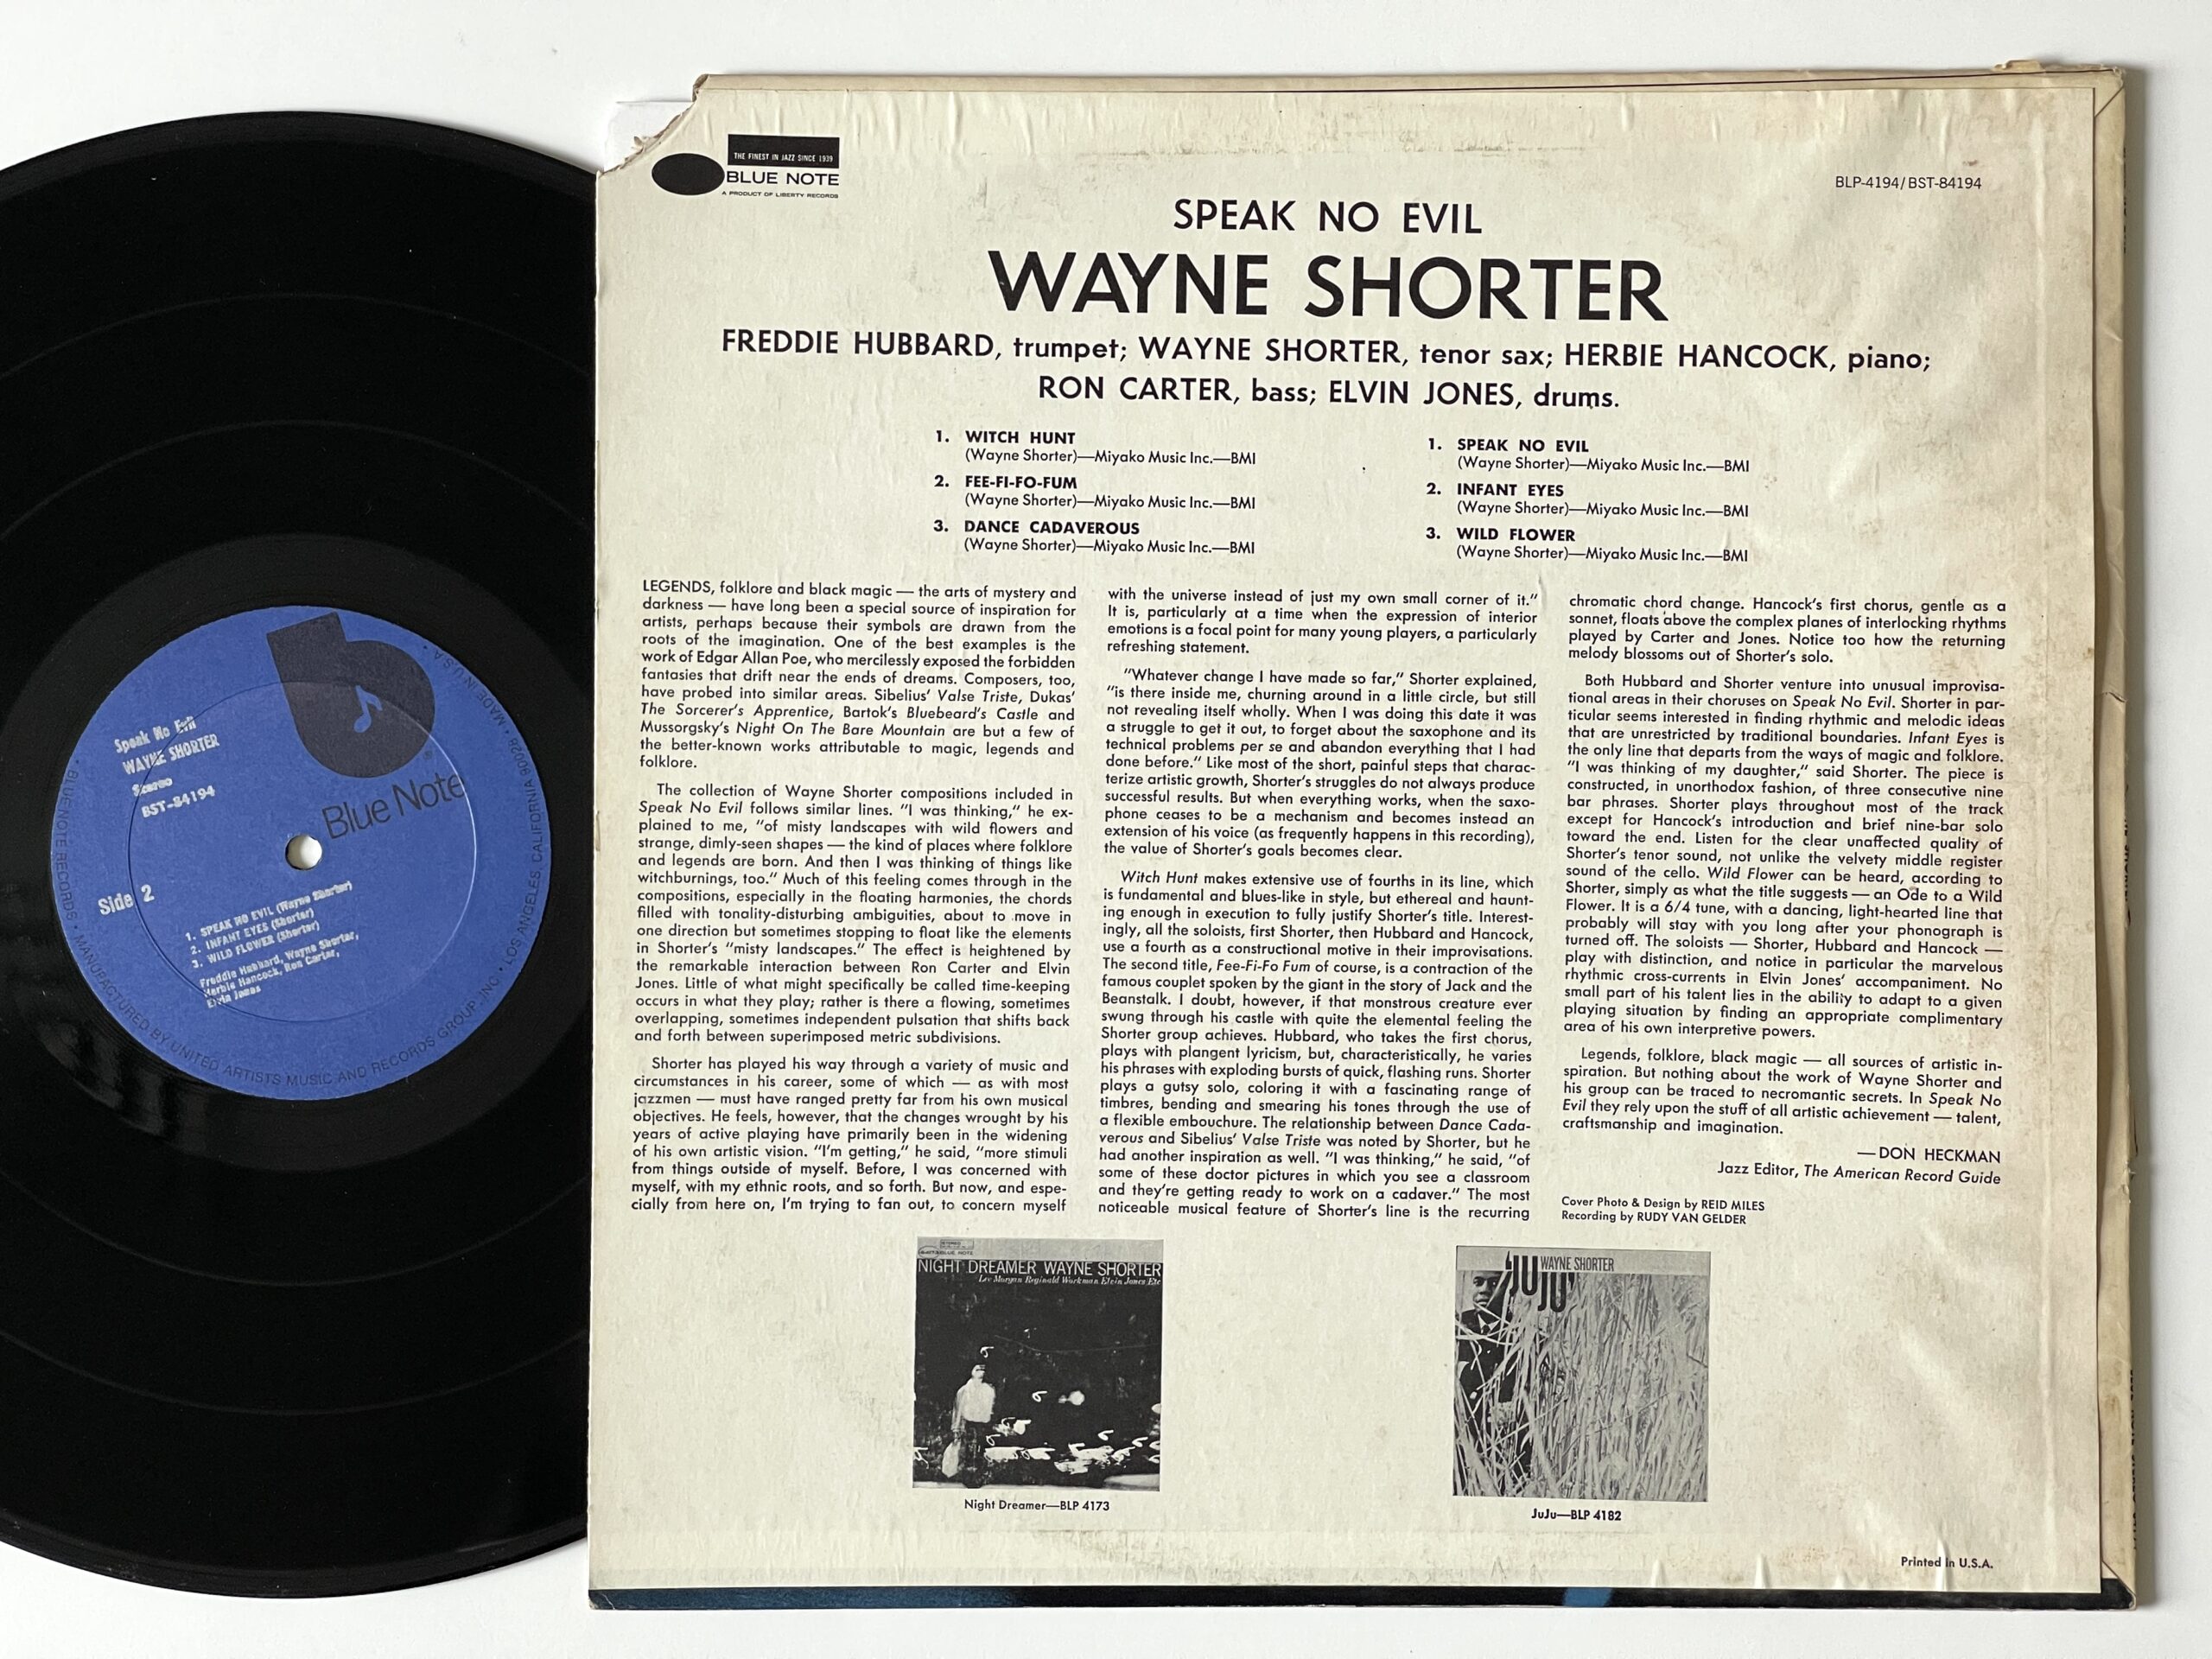 THE FINEST IN JAZZ SINCE 1939
BLUE NOTE
A PRODUCT OF LIBERTY RECORDS
BLP-4194/BST-84194
SPEAK NO EVIL
WAYNE SHORTER
FREDDIE HUBBARD, trumpet; WAYNE SHORTER, tenor sax; HERBIE HANCOCK, piano;
RON CARTER, bass; ELVIN JONES, drums.
1. WITCH HUNT
(Wayne Shorter)—Miyako Music Inc.—BMI
2. FEE-FI-FO-FUM
(Wayne Shorter)—Miyako Music Inc.—BMI
3. DANCE CADAVEROUS
(Wayne Shorter)—Miyako Music Inc.—BMI
1. SPEAK NO EVIL
(Wayne Shorter)—Miyako Music Inc.—BMI
2. INFANT EYES
(Wayne Shorter)—Miyako Music Inc.—BMI
3. WILD FLOWER
(Wayne Shorter)—Miyako Music Inc.—BMI
LEGENDS, folklore and black magic — the arts of mystery and
darkness — have long been a special source of inspiration for
artists, perhaps because their symbols are drawn from the
roots of the imagination. One of the best examples is the
work of Edgar Allan Poe, who mercilessly exposed the forbidden
fantasies that drift near the ends of dreams. Composers, too,
have probed into similar areas. Sibelius' Valse Triste, Dukas'
The Sorcerer's Apprentice, Bartok's Bluebeard's Castle and
Mussorgsky's Night On The Bare Mountain are but a few of
the better-known works attributable to magic, legends and
folklore.
The collection of Wayne Shorter compositions included in
Speak No Evil follows similar lines. "I was thinking," he ex-
plained to me, "of misty landscapes with wild flowers and
strange, dimly-seen shapes — the kind of places where folklore
and legends are born. And then I was thinking of things like
witchburnings, too." Much of this feeling comes through in the
compositions, especially in the floating harmonies, the chords
filled with tonality-disturbing ambiguities, about to move in
one direction but sometimes stopping to float like the elements
in Shorter's "misty landscapes." The effect is heightened by
the remarkable interaction between Ron Carter and Elvin
Jones. Little of what might specifically be called time-keeping
occurs in what they play; rather is there a flowing, sometimes
overlapping, sometimes independent pulsation that shifts back
and forth between superimposed metric subdivisions.
Shorter has played his way through a variety of music and
circumstances in his career, some of which — as with most
jazzmen — must have ranged pretty far from his own musical
objectives. He feels, however, that the changes wrought by his
years of active playing have primarily been in the widening
of his own artistic vision. "I'm getting," he said, "more stimuli
from things outside of myself. Before, I was concerned with
myself, with my ethnic roots, and so forth. But now, and espe-
cially from here on, I'm trying to fan out, to concern myself
with the universe instead of just my own small corner of it."
It is, particularly at a time when the expression of interior
emotions is a focal point for many young players, a particularly
refreshing statement.
"Whatever change I have made so far," Shorter explained,
"is there inside me, churning around in a little circle, but still
not revealing itself wholly. When I was doing this date it was
a struggle to get it out, to forget about the saxophone and its
technical problems per se and abandon everything that I had
done before." Like most of the short, painful steps that charac-
terize artistic growth, Shorter's struggles do not always produce
successful results. But when everything works, when the saxo-
phone ceases to be a mechanism and becomes instead an
extension of his voice (as frequently happens in this recording),
the value of Shorter's goals becomes clear.
Witch Hunt makes extensive use of fourths in its line, which
is fundamental and blues-like in style, but ethereal and haunt-
ing enough in execution to fully justify Shorter's title. Interest-
ingly, all the soloists, first Shorter, then Hubbard and Hancock,
use a fourth as a constructional motive in their improvisations.
The second title, Fee-Fi-Fo Fum of course, is a contraction of the
famous couplet spoken by the giant in the story of Jack and the
Beanstalk. I doubt, however, if that monstrous creature ever
swung through his castle with quite the elemental feeling the
Shorter group achieves. Hubbard, who takes the first chorus,
plays with plangent lyricism, but, characteristically, he varies
his phrases with exploding bursts of quick, flashing runs. Shorter
plays a gutsy solo, coloring it with a fascinating range of
timbres, bending and smearing his tones through the use of
a flexible embouchure. The relationship between Dance Cada-
verous and Sibelius' Valse Triste was noted by Shorter, but he
had another inspiration as well. "I was thinking," he said, "of
some of these doctor pictures in which you see a classroom
and they're getting ready to work on a cadaver." The most
noticeable musical feature of Shorter's line is the recurring
chromatic chord change. Hancock's first chorus, gentle as a
sonnet, floats above the complex planes of interlocking rhythms
played by Carter and Jones. Notice too how the returning
melody blossoms out of Shorter's solo.
Both Hubbard and Shorter venture into unusual improvisa-
tional areas in their choruses on Speak No Evil. Shorter in par-
ticular seems interested in finding rhythmic and melodic ideas
that are unrestricted by traditional boundaries. Infant Eyes is
the only line that departs from the ways of magic and folklore.
"I was thinking of my daughter," said Shorter. The piece is
constructed, in unorthodox fashion, of three consecutive nine
bar phrases. Shorter plays throughout most of the track
except for Hancock's introduction and brief nine-bar solo
toward the end. Listen for the clear unaffected quality of
Shorter's tenor sound, not unlike the velvety middle register
sound of the cello. Wild Flower can be heard, according to
Shorter, simply as what the title suggests — an Ode to a Wild
Flower. It is a 6/4 tune, with a dancing, light-hearted line that
probably will stay with you long after your phonograph is
turned off. The soloists — Shorter, Hubbard and Hancock —
play with distinction, and notice in particular the marvelous
rhythmic cross-currents in Elvin Jones' accompaniment. No
small part of his talent lies in the ability to adapt to a given
playing situation by finding an appropriate complimentary
area of his own interpretive powers.
Legends, folklore, black magic — all sources of artistic in-
spiration. But nothing about the work of Wayne Shorter and
his group can be traced to necromantic secrets. In Speak No
Evil they rely upon the stuff of all artistic achievement — talent,
craftsmanship and imagination.
—DON HECKMAN
Jazz Editor, The American Record Guide
Cover Photo & Design by REID MILES
Recording by RUDY VAN GELDER
NIGHT DREAMER WAYNE SHORTER
Lee Morgan Reginald Workman Elvin Jones Etc
Night Dreamer—BLP 4173
JUJU WAYNE SHORTER
JuJu—BLP 4182
Printed in U.S.A.
Speak No Evil
WAYNE SHORTER
Stereo
BST-84194
Blue Note
Side 2
1. SPEAK NO EVIL (Wayne Shorter)
2. INFANT EYES (Shorter)
3. WILD FLOWER (Shorter)
Freddie Hubbard, Wayne Shorter,
Herbie Hancock, Ron Carter,
Elvin Jones
• BLUE NOTE RECORDS • MANUFACTURED BY UNITED ARTISTS MUSIC AND RECORDS GROUP, INC. • LOS ANGELES, CALIFORNIA 90028 • MADE IN U.S.A. •